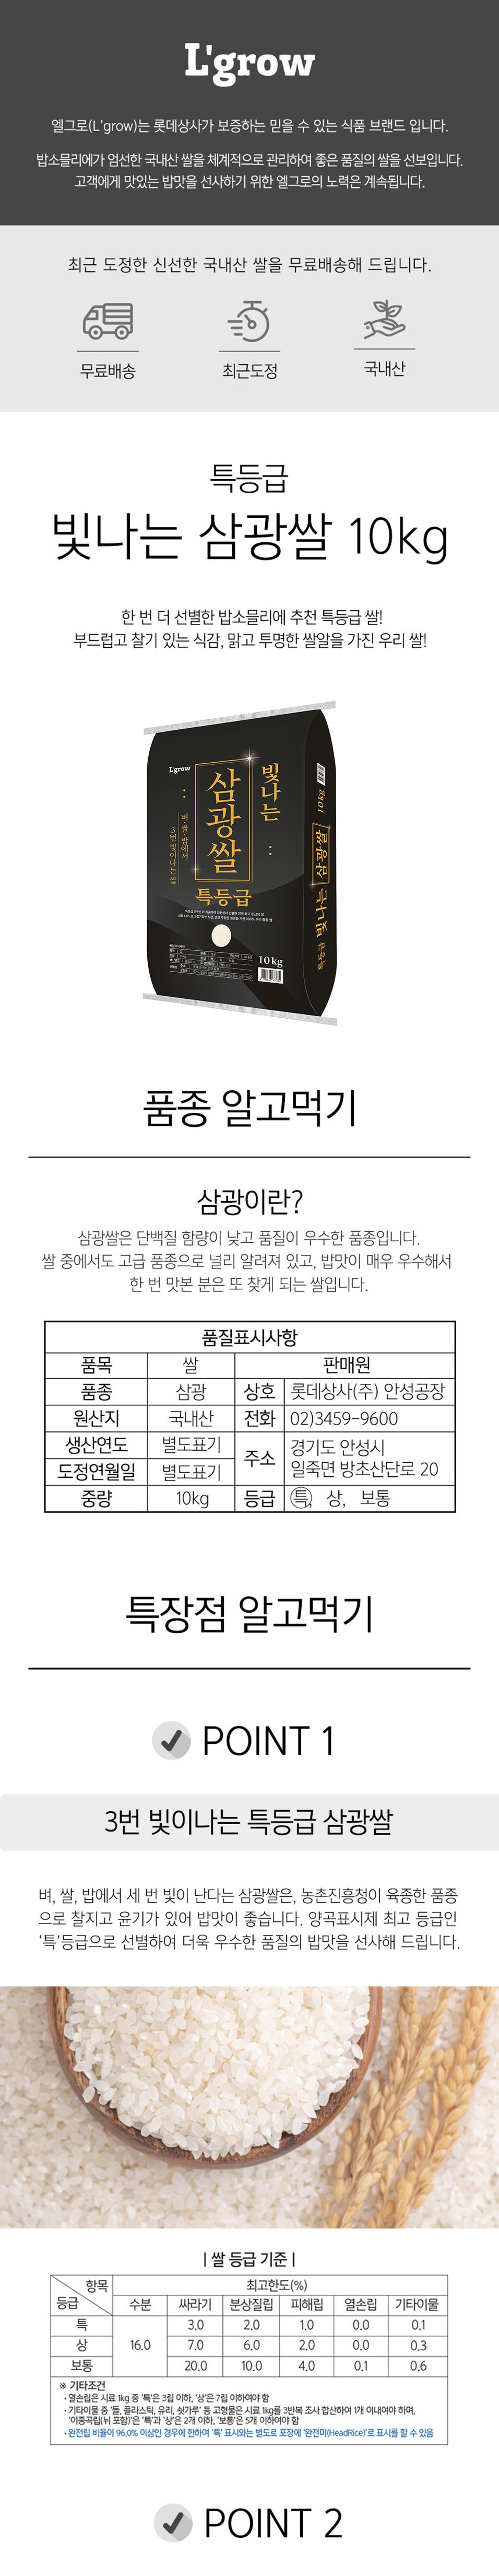 L'grow
엘그로(L'grow)는 롯데상사가 보증하는 믿을 수 있는 식품 브랜드 입니다.
밥소믈리에가 엄선한 국내산 쌀을 체계적으로 관리하여 좋은 품질의 쌀을 선보입니다.
고객에게 맛있는 밥맛을 선사하기 위한 엘그로의 노력은 계속됩니다.
최근 도정한 신선한 국내산 쌀을 무료배송해 드립니다.
무료배송 최근도정 국내산
특등급
빛나는 삼광쌀 10kg
한 번 더 선별한 밥소믈리에 추천 특등급 쌀!
부드럽고 찰기 있는 식감, 맑고 투명한 쌀알을 가진 우리 쌀!
L'grow
빛나는
삼광쌀
벼·쌀·밥에서
3번 빛이나는 쌀
특등급
10kg
10kg
특등급 빛나는 삼광쌀
품종 알고먹기
삼광이란?
삼광쌀은 단백질 함량이 낮고 품질이 우수한 품종입니다.
쌀 중에서도 고급 품종으로 널리 알려져 있고, 밥맛이 매우 우수해서
한 번 맛본 분은 또 찾게 되는 쌀입니다.
품질표시사항
품목 쌀 판매원
품종 삼광 상호 롯데상사(주) 안성공장
원산지 국내산 전화 02)3459-9600
생산연도 별도표기 주소 경기도 안성시
도정연월일 별도표기 일죽면 방초산단로 20
중량 10kg 등급 특, 상, 보통
특장점 알고먹기
POINT 1
3번 빛이나는 특등급 삼광쌀
벼, 쌀, 밥에서 세 번 빛이 난다는 삼광쌀은, 농촌진흥청이 육종한 품종
으로 찰지고 윤기가 있어 밥맛이 좋습니다. 양곡표시제 최고 등급인
'특'등급으로 선별하여 더욱 우수한 품질의 밥맛을 선사해 드립니다.
| 쌀 등급 기준 |
항목 최고한도(%)
등급 수분 싸라기 분상질립 피해립 열손립 기타이물
특 3.0 2.0 1.0 0.0 0.1
상 16.0 7.0 6.0 2.0 0.0 0.3
보통 20.0 10.0 4.0 0.1 0.6
※ 기타조건
· 열손립은 시료 1kg 중 '특'은 3립 이하, '상'은 7립 이하여야 함
· 기타이물 중 '돌, 플라스틱, 유리, 쇳가루' 등 고형물은 시료 1kg를 3반복 조사 합산하여 1개 이내여야 하며,
'이종곡립(뉘 포함)'은 '특'과 '상'은 2개 이하, '보통'은 5개 이하여야 함
· 완전립 비율이 96.0% 이상인 경우에 한하여 '특' 표시와는 별도로 포장에 '완전미(HeadRice)'로 표시를 할 수 있음
POINT 2